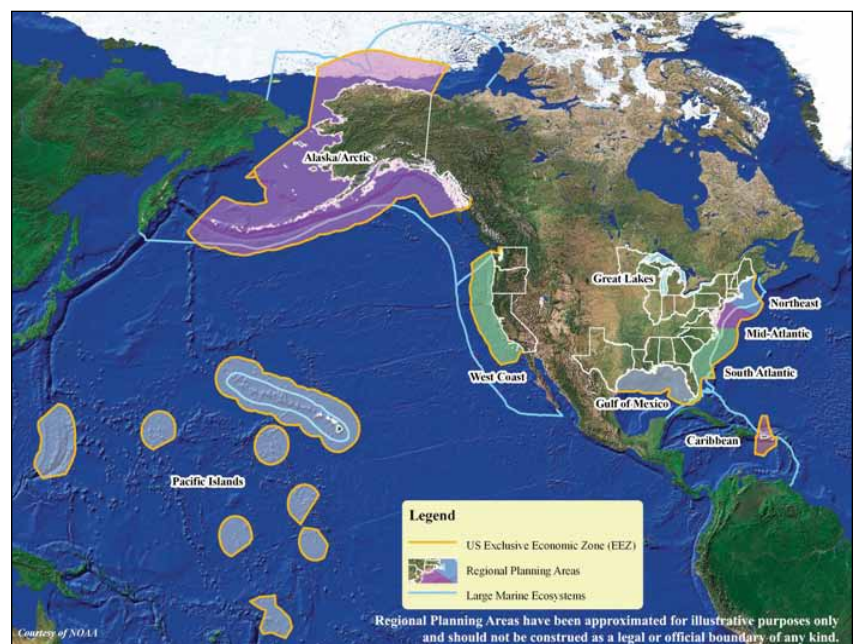 Alaska/Arctic
Great Lakes
Northeast
Mid-Atlantic
West Coast
South Atlantic
Gulf of Mexico
Caribbean
Pacific Islands
Legend
US Exclusive Economic Zone (EEZ)
Regional Planning Areas
Large Marine Ecosystems
Courtesy of NOAA
Regional Planning Areas have been approximated for illustrative purposes only
and should not be construed as a legal or official boundary of any kind.